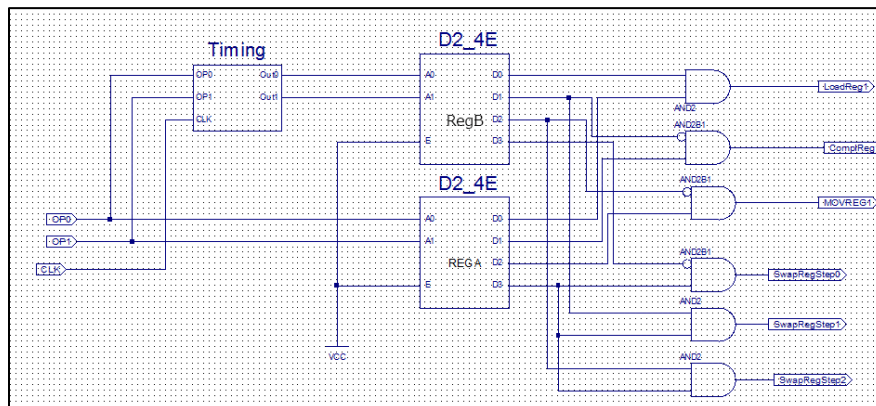 Timing
OP0 Out0
OP1 Out1
CLK
D2_4E
A0 D0
A1 D1
RegB D2
E D3
D2_4E
A0 D0
A1 D1
REGA D2
E D3
OP0
OP1
CLK
VCC
AND2
LoadReg1
AND2B1
ComplReg
AND2B1
MOVREG1
AND2B1
SwapRegStep0
AND2
SwapRegStep1
AND2
SwapRegStep2